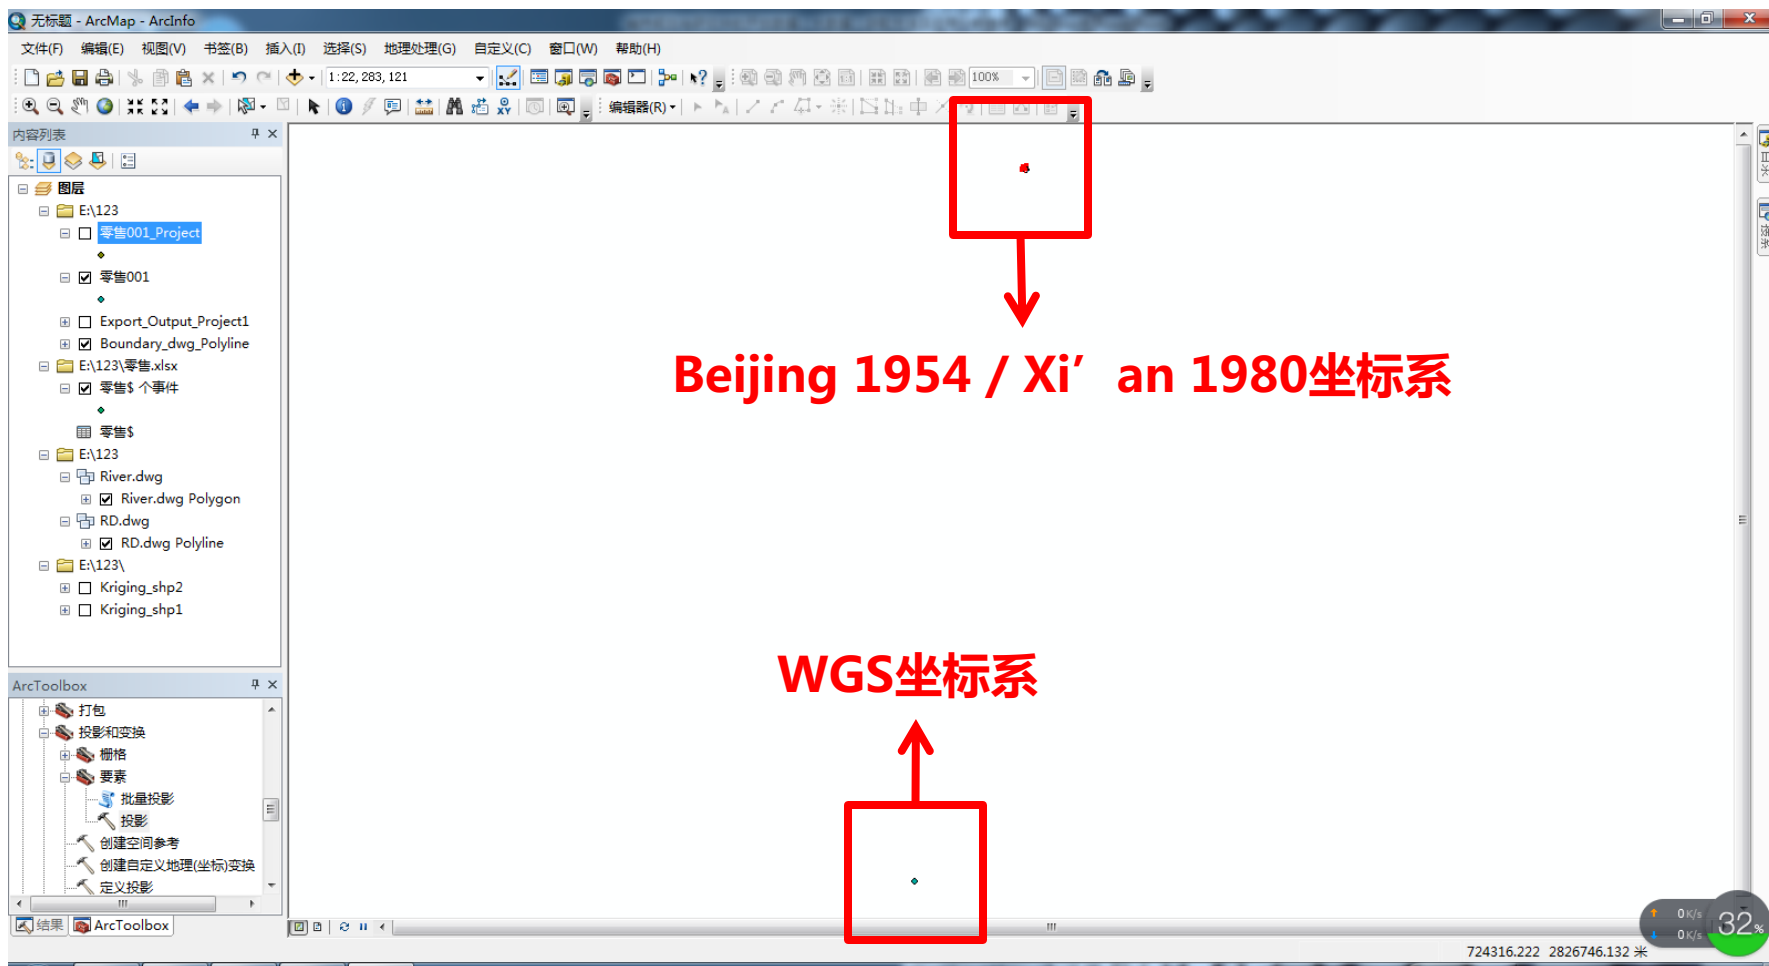 无标题 - ArcMap - ArcInfo
文件(F) 编辑(E) 视图(V) 书签(B) 插入(I) 选择(S) 地理处理(G) 自定义(C) 窗口(W) 帮助(H)
1:22,283,121
100%
编辑器(R)
内容列表
图层
E:\123
零售001_Project
零售001
Export_Output_Project1
Boundary_dwg_Polyline
E:\123\零售.xlsx
零售$ 个事件
零售$
E:\123
River.dwg
River.dwg Polygon
RD.dwg
RD.dwg Polyline
E:\123\
Kriging_shp2
Kriging_shp1
Beijing 1954 / Xi′an 1980坐标系
WGS坐标系
ArcToolbox
打包
投影和变换
栅格
要素
批量投影
投影
创建空间参考
创建自定义地理(坐标)变换
定义投影
结果 ArcToolbox
0K/s
0K/s
32%
724316.222 2826746.132 米